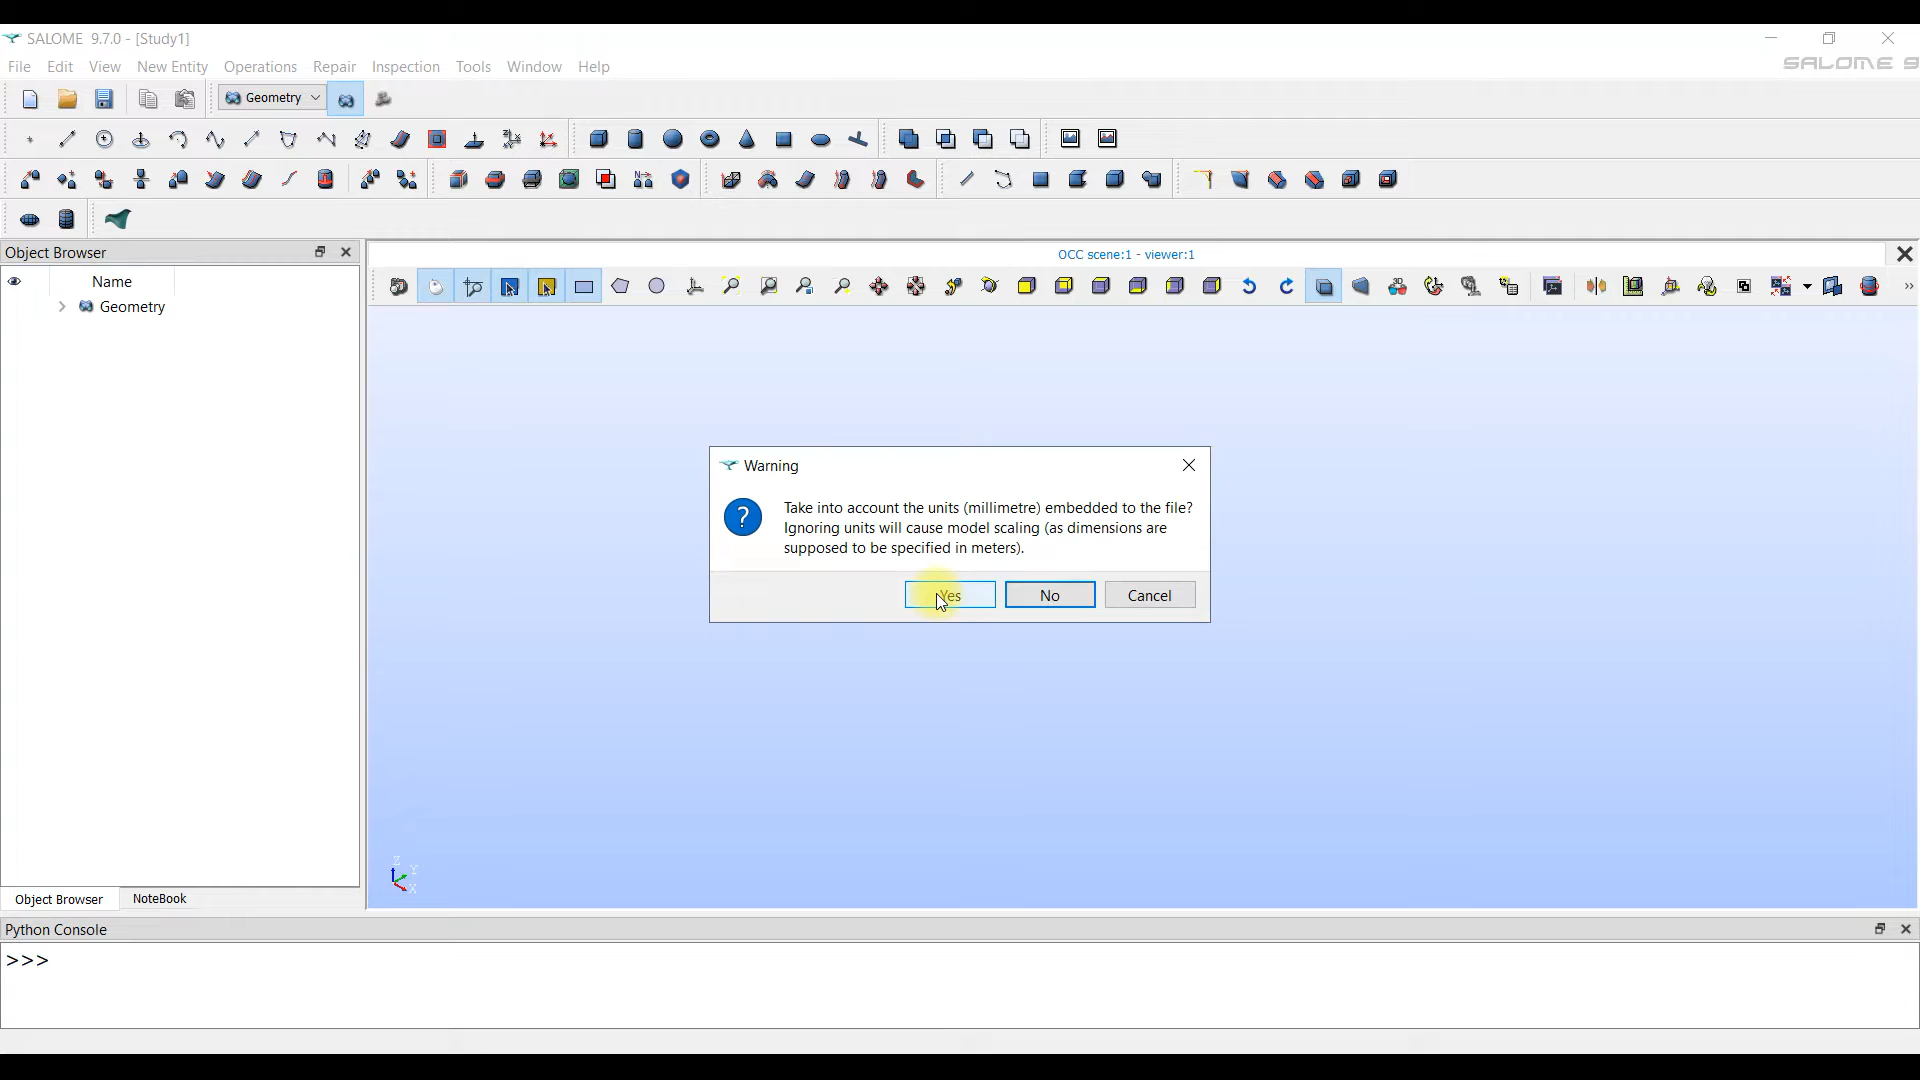 SALOME 9.7.0 - [Study1]
File Edit View New Entity Operations Repair Inspection Tools Window Help
SALOME 9
Geometry
Object Browser
OCC scene:1 - viewer:1
Name
Geometry
Warning
Take into account the units (millimetre) embedded to the file?
Ignoring units will cause model scaling (as dimensions are
supposed to be specified in meters).
Yes No Cancel
Z
Y
X
Object Browser NoteBook
Python Console
>>>